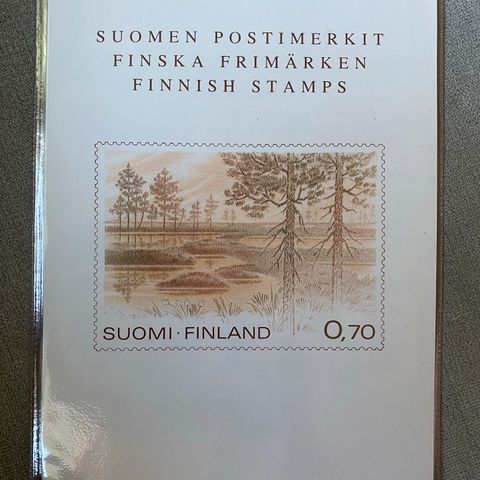 SUOMEN POSTIMERKIT
FINSKA FRIMÄRKEN
FINNISH STAMPS
SUOMI·FINLAND 0,70